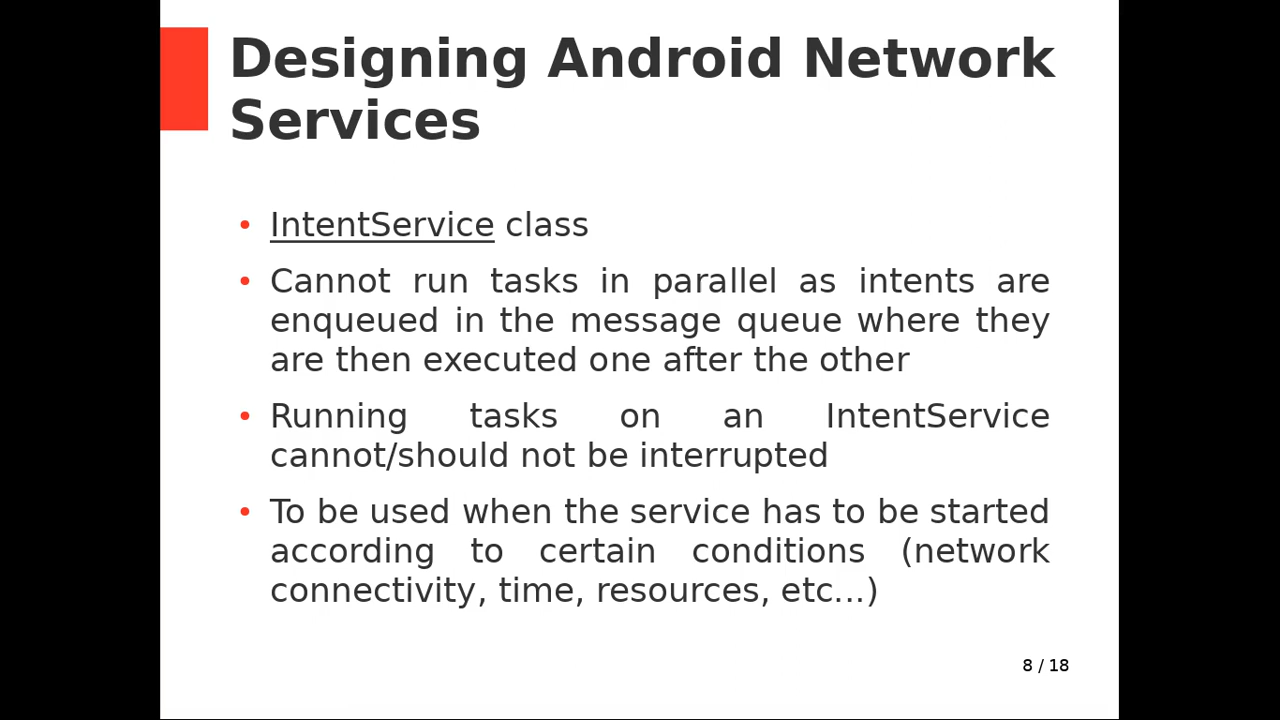 Designing Android Network
Services
• IntentService class
• Cannot run tasks in parallel as intents are
enqueued in the message queue where they
are then executed one after the other
• Running tasks on an IntentService
cannot/should not be interrupted
• To be used when the service has to be started
according to certain conditions (network
connectivity, time, resources, etc...)
8 / 18